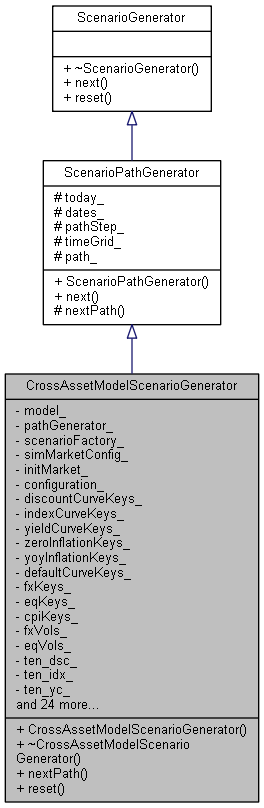 ScenarioGenerator
+ ~ScenarioGenerator()
+ next()
+ reset()
ScenarioPathGenerator
# today_
# dates_
# pathStep_
# timeGrid_
# path_
+ ScenarioPathGenerator()
+ next()
# nextPath()
CrossAssetModelScenarioGenerator
- model_
- pathGenerator_
- scenarioFactory_
- simMarketConfig_
- initMarket_
- configuration_
- discountCurveKeys_
- indexCurveKeys_
- yieldCurveKeys_
- zeroInflationKeys_
- yoyInflationKeys_
- defaultCurveKeys_
- fxKeys_
- eqKeys_
- cpiKeys_
- fxVols_
- eqVols_
- ten_dsc_
- ten_idx_
- ten_yc_
and 24 more...
+ CrossAssetModelScenarioGenerator()
+ ~CrossAssetModelScenario
Generator()
+ nextPath()
+ reset()